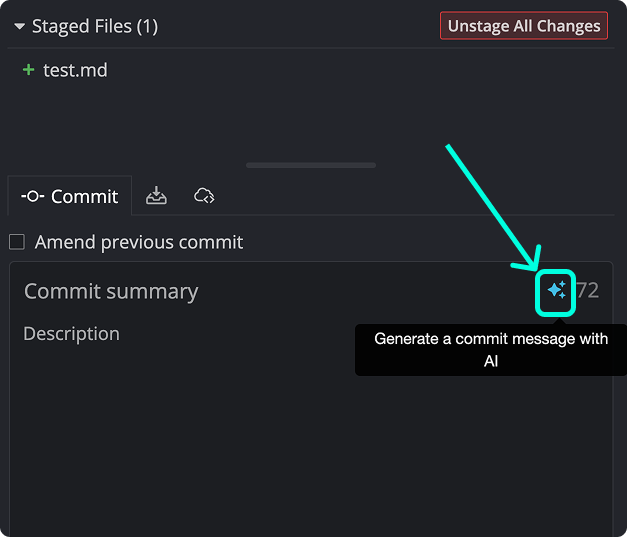 Staged Files (1)
Unstage All Changes
+ test.md
Commit
Amend previous commit
Commit summary
72
Description
Generate a commit message with
AI